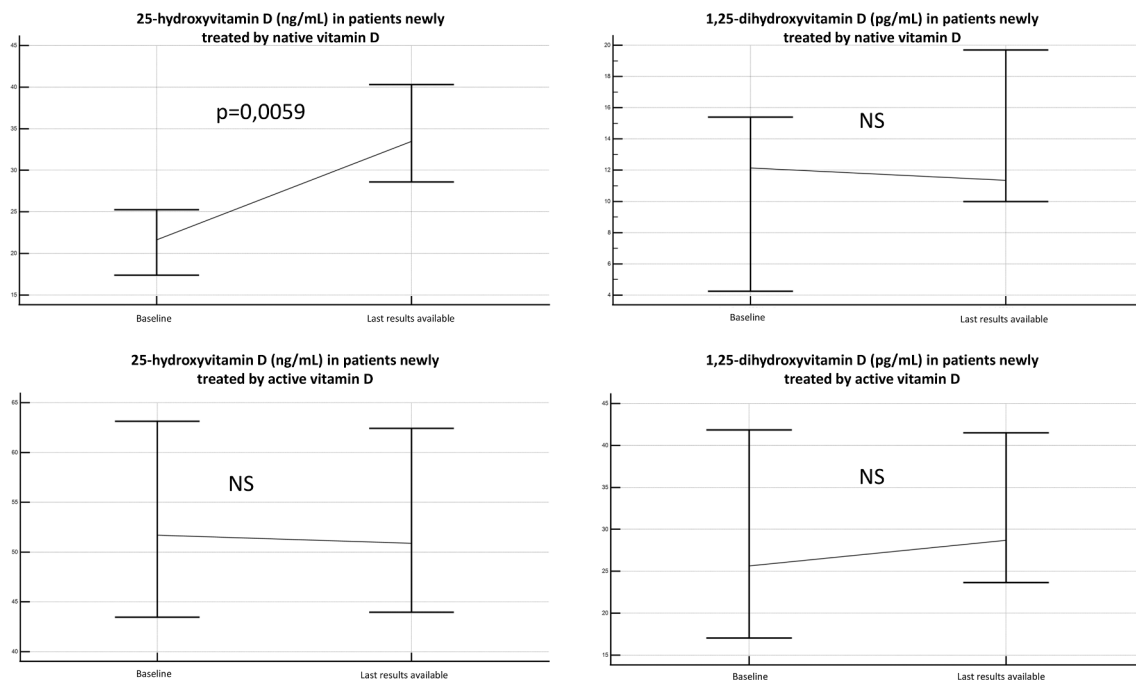 25-hydroxyvitamin D (ng/mL) in patients newly
treated by native vitamin D
45
40
35
30
25
20
15
p=0,0059
Baseline
Last results available
1,25-dihydroxyvitamin D (pg/mL) in patients newly
treated by native vitamin D
20
18
16
14
12
10
8
6
4
NS
Baseline
Last results available
25-hydroxyvitamin D (ng/mL) in patients newly
treated by active vitamin D
65
60
55
50
45
40
NS
Baseline
Last results available
1,25-dihydroxyvitamin D (pg/mL) in patients newly
treated by active vitamin D
45
40
35
30
25
20
15
NS
Baseline
Last results available